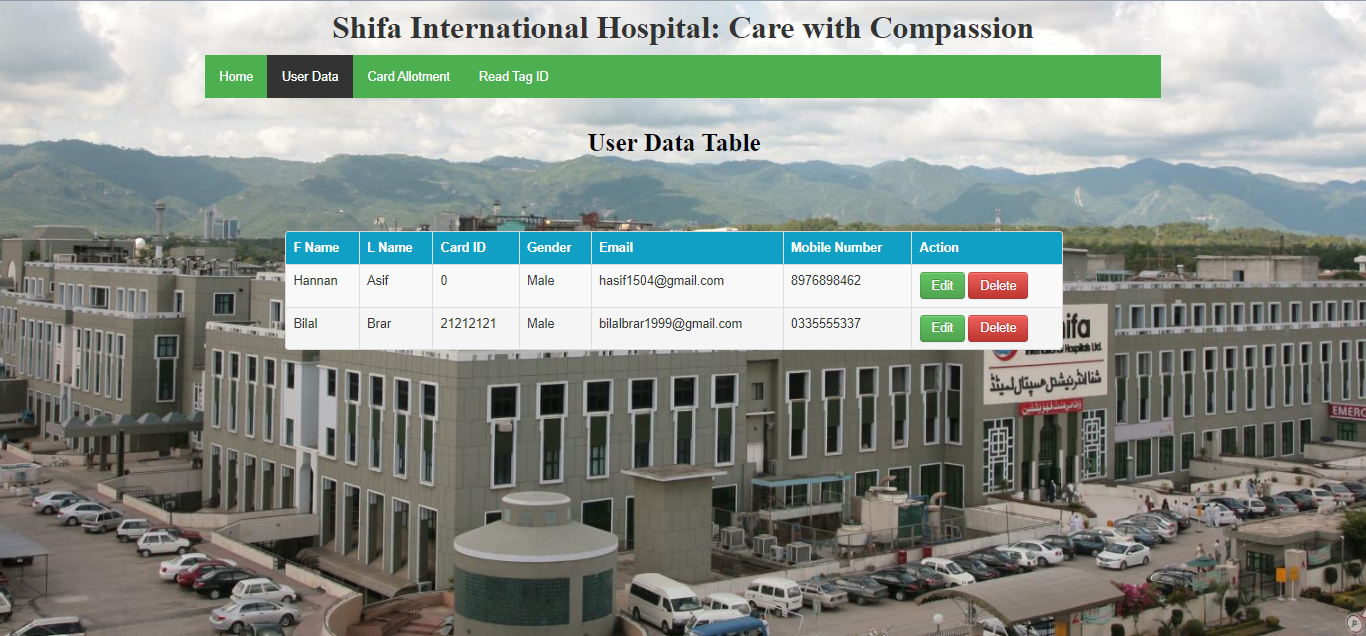 Shifa International Hospital: Care with Compassion
Home User Data Card Allotment Read Tag ID
User Data Table
F Name L Name Card ID Gender Email Mobile Number Action
Hannan Asif 0 Male hasif1504@gmail.com 8976898462 Edit Delete
Bilal Brar 21212121 Male bilalbrar1999@gmail.com 0335555337 Edit Delete
ifa
Hospitals Ltd.
شفا انٹرنیشنل ہسپتال لمیٹڈ
EMERG